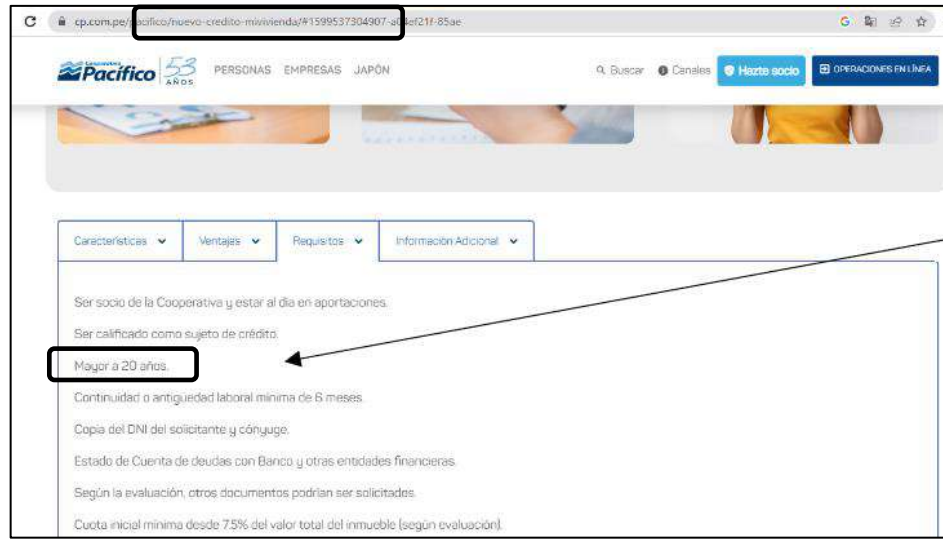 cp.com.pe/pacifico/nuevo-credito-mivivienda/#1599537304907-a04ef21f-85ae
Cooperativa
Pacífico 53 AÑOS
PERSONAS EMPRESAS JAPÓN
Buscar Canales Hazte socio OPERACIONES EN LÍNEA
Características Ventajas Requisitos Información Adicional
Ser socio de la Cooperativa y estar al día en aportaciones.
Ser calificado como sujeto de crédito.
Mayor a 20 años.
Continuidad o antigüedad laboral mínima de 6 meses.
Copia del DNI del solicitante y cónyuge.
Estado de Cuenta de deudas con Banco y otras entidades financieras.
Según la evaluación, otros documentos podrían ser solicitados.
Cuota inicial mínima desde 7.5% del valor total del inmueble (según evaluación).